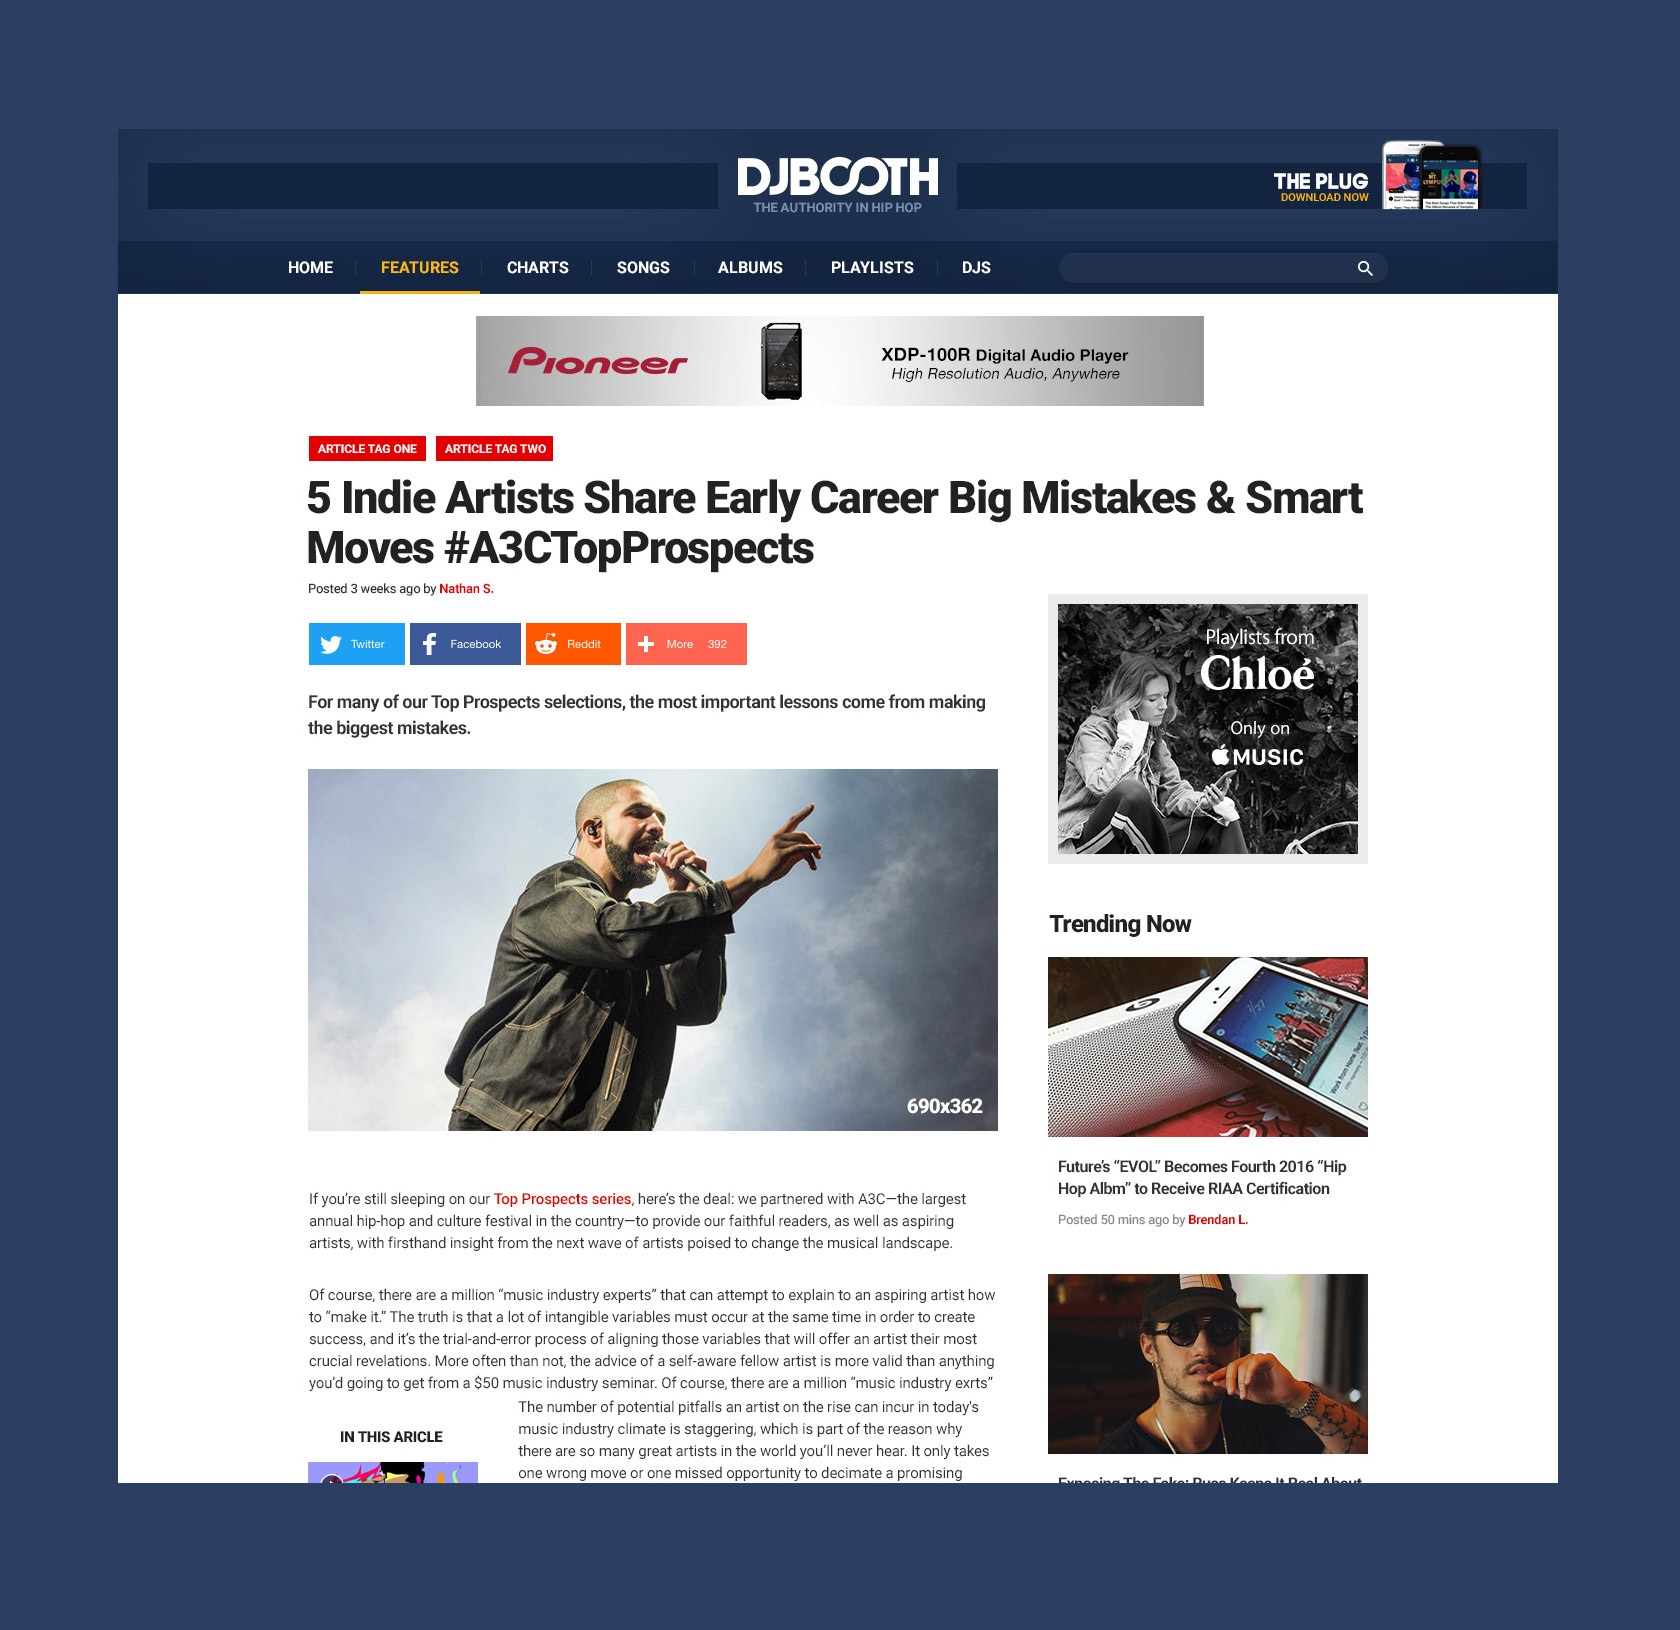 DJBOOTH
THE AUTHORITY IN HIP HOP
THE PLUG
DOWNLOAD NOW
HOME
FEATURES
CHARTS
SONGS
ALBUMS
PLAYLISTS
DJS
Pioneer
XDP-100R Digital Audio Player
High Resolution Audio, Anywhere
ARTICLE TAG ONE
ARTICLE TAG TWO
5 Indie Artists Share Early Career Big Mistakes & Smart
Moves #A3CTopProspects
Posted 3 weeks ago by Nathan S.
Twitter
Facebook
Reddit
More 392
For many of our Top Prospects selections, the most important lessons come from making
the biggest mistakes.
690x362
If you're still sleeping on our Top Prospects series, here's the deal: we partnered with A3C—the largest
annual hip-hop and culture festival in the country—to provide our faithful readers, as well as aspiring
artists, with firsthand insight from the next wave of artists poised to change the musical landscape.
Of course, there are a million “music industry experts” that can attempt to explain to an aspiring artist how
to “make it.” The truth is that a lot of intangible variables must occur at the same time in order to create
success, and it’s the trial-and-error process of aligning those variables that will offer an artist their most
crucial revelations. More often than not, the advice of a self-aware fellow artist is more valid than anything
you’d going to get from a $50 music industry seminar. Of course, there are a million “music industry exrts”
The number of potential pitfalls an artist on the rise can incur in today's
music industry climate is staggering, which is part of the reason why
there are so many great artists in the world you’ll never hear. It only takes
one wrong move or one missed opportunity to decimate a promising
IN THIS ARICLE
Playlists from
Chloé
Only on
MUSIC
Trending Now
7/27
Work from Home (feat. Ty
Future’s “EVOL” Becomes Fourth 2016 “Hip
Hop Albm” to Receive RIAA Certification
Posted 50 mins ago by Brendan L.
Exposing The Fake: Russ Keeps It Real About